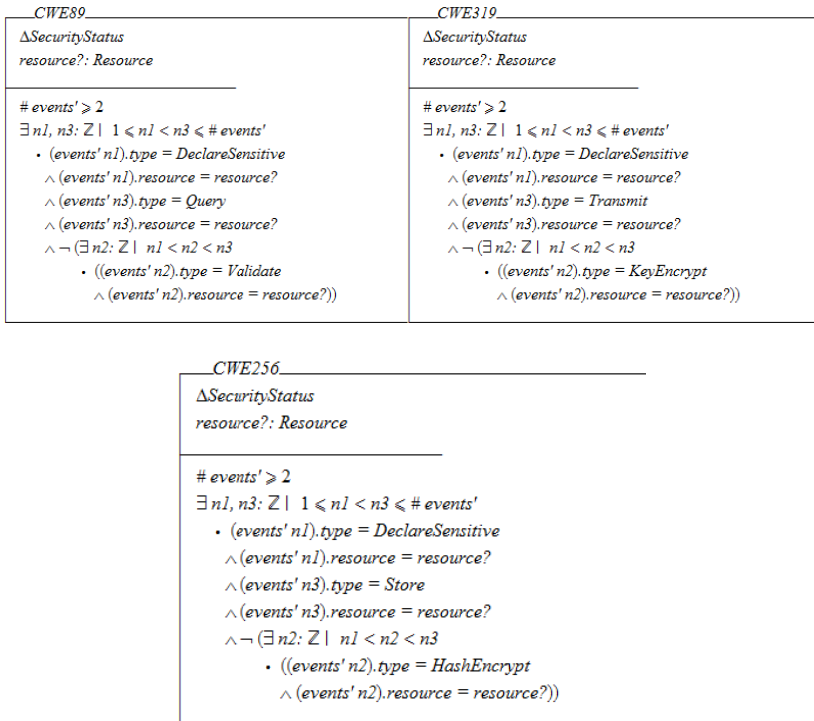 CWE89
ΔSecurityStatus
resource?: Resource
# events' ⩾ 2
∃ n1, n3: ℤ | 1 ⩽ n1 < n3 ⩽ # events'
• (events' n1).type = DeclareSensitive
∧ (events' n1).resource = resource?
∧ (events' n3).type = Query
∧ (events' n3).resource = resource?
∧ ¬ (∃ n2: ℤ | n1 < n2 < n3
• ((events' n2).type = Validate
∧ (events' n2).resource = resource?))
CWE319
ΔSecurityStatus
resource?: Resource
# events' ⩾ 2
∃ n1, n3: ℤ | 1 ⩽ n1 < n3 ⩽ # events'
• (events' n1).type = DeclareSensitive
∧ (events' n1).resource = resource?
∧ (events' n3).type = Transmit
∧ (events' n3).resource = resource?
∧ ¬ (∃ n2: ℤ | n1 < n2 < n3
• ((events' n2).type = KeyEncrypt
∧ (events' n2).resource = resource?))
CWE256
ΔSecurityStatus
resource?: Resource
# events' ⩾ 2
∃ n1, n3: ℤ | 1 ⩽ n1 < n3 ⩽ # events'
• (events' n1).type = DeclareSensitive
∧ (events' n1).resource = resource?
∧ (events' n3).type = Store
∧ (events' n3).resource = resource?
∧ ¬ (∃ n2: ℤ | n1 < n2 < n3
• ((events' n2).type = HashEncrypt
∧ (events' n2).resource = resource?))